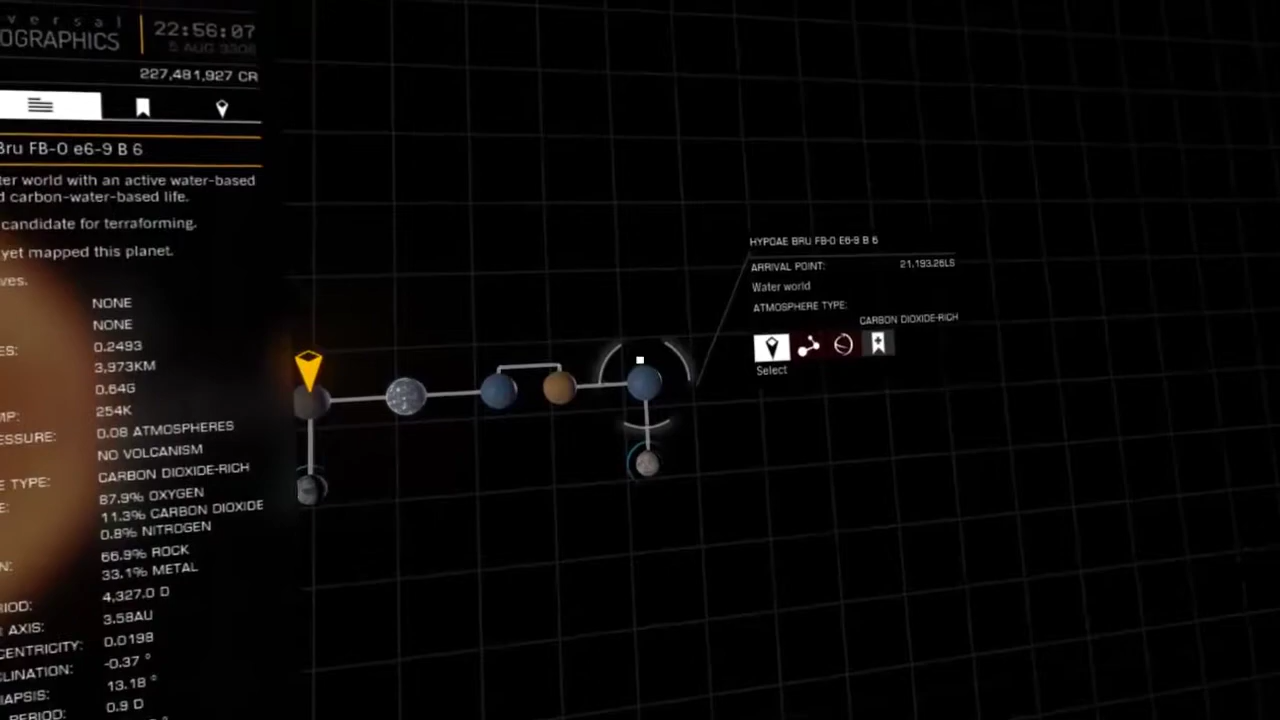 versal
OGRAPHICS
22:56:07
5 AUG 3306
227,481,927 CR
Bru FB-O e6-9 B 6
ter world with an active water-based
d carbon-water-based life.
candidate for terraforming.
yet mapped this planet.
ves.
NONE
NONE
ES: 0.2493
3,973KM
0.64G
MP: 254K
ESSURE: 0.08 ATMOSPHERES
NO VOLCANISM
E TYPE: CARBON DIOXIDE-RICH
E: 87.9% OXYGEN
11.3% CARBON DIOXIDE
0.8% NITROGEN
N: 66.9% ROCK
33.1% METAL
RIOD: 4,327.0 D
R AXIS: 3.58AU
CENTRICITY: 0.0198
LINATION: -0.37 °
IAPSIS: 13.18 °
PERIOD: 0.9 D
HYPOAE BRU FB-O E6-9 B 6
ARRIVAL POINT: 21,193.26LS
Water world
ATMOSPHERE TYPE:
CARBON DIOXIDE-RICH
Select